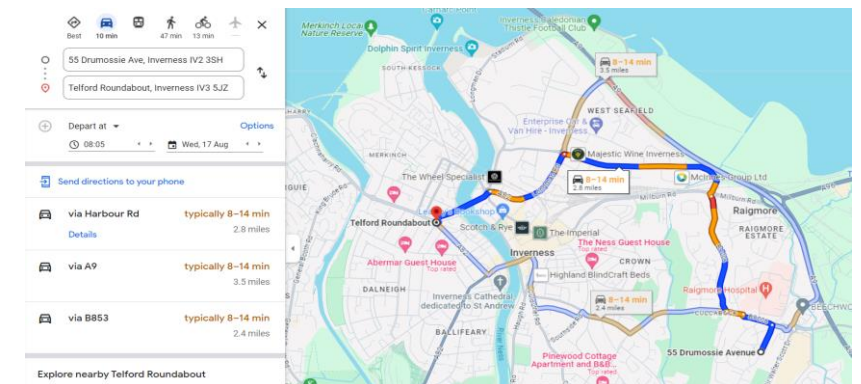 Best
10 min
47 min
13 min
55 Drumossie Ave, Inverness IV2 3SH
Telford Roundabout, Inverness IV3 5JZ
Depart at
Options
08:05
Wed, 17 Aug
Send directions to your phone
via Harbour Rd
typically 8–14 min
Details
2.8 miles
via A9
typically 8–14 min
3.5 miles
via B853
typically 8–14 min
2.4 miles
Explore nearby Telford Roundabout
Merkinch Local
Nature Reserve
Dolphin Spirit Inverness
Inverness Caledonian
Thistle Football Club
SOUTH KESSOCK
8–14 min
3.5 miles
WEST SEAFIELD
Enterprise Car &
Van Hire - Inverness
MERKINCH
Majestic Wine Inverness
The Wheel Specialist
8–14 min
2.8 miles
Group Ltd
Milburn Rd
Raigmore
RAIGMORE
ESTATE
Telford Roundabout
Bookshop
Scotch & Rye
The Imperial
The Ness Guest House
Top rated
Abermar Guest House
Top rated
Inverness
CROWN
Highland BlindCraft Beds
Raigmore Hospital
DALNEIGH
Inverness Cathedral
dedicated to St Andrew
8–14 min
2.4 miles
BALLIFEARY
River Ness
55 Drumossie Avenue
Pinewood Cottage
Apartment and B&B...
Top rated